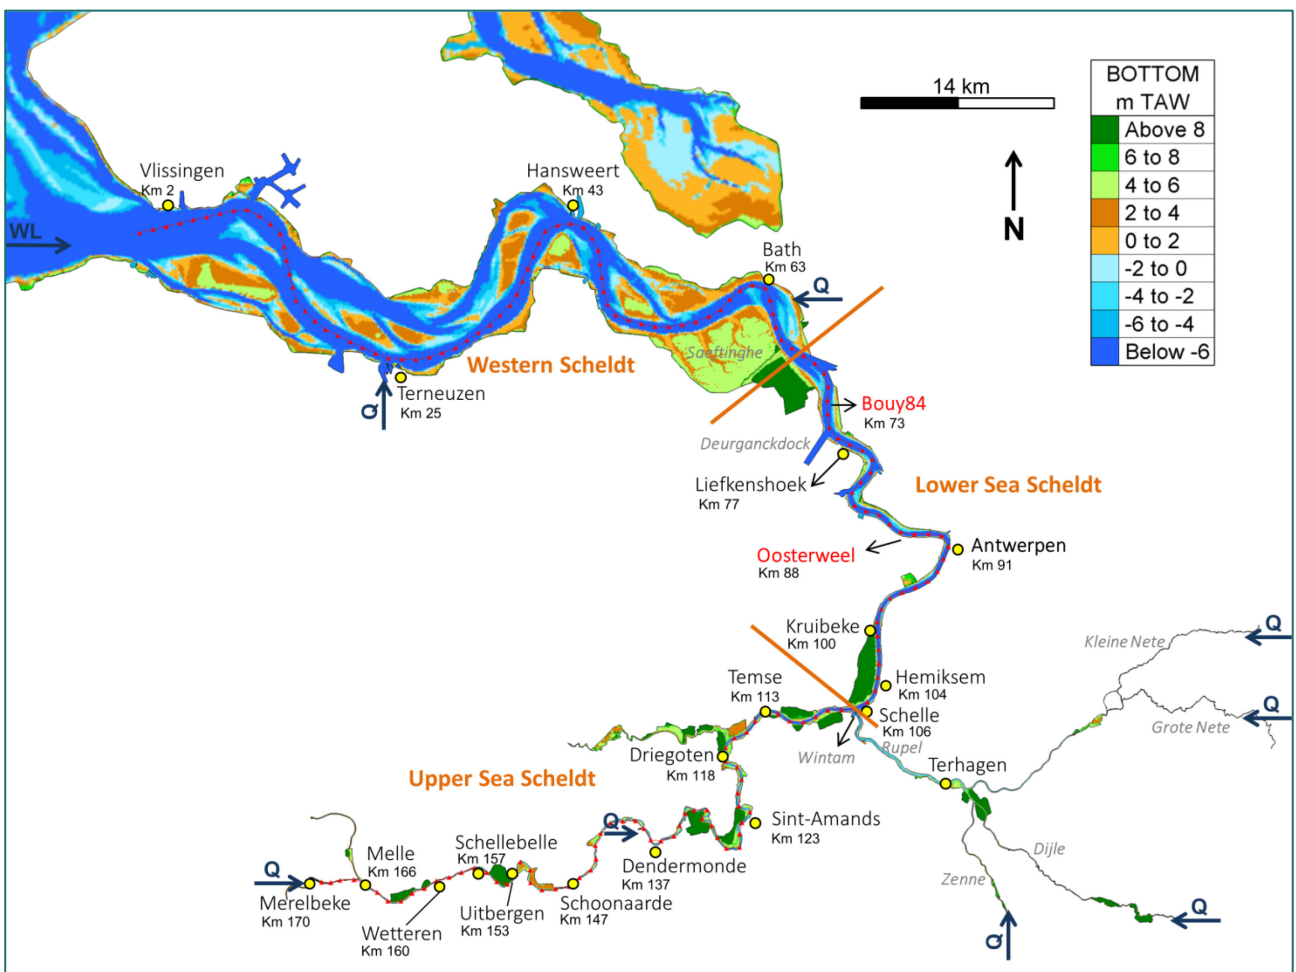 14 km
BOTTOM
m TAW
Above 8
6 to 8
4 to 6
2 to 4
0 to 2
-2 to 0
-4 to -2
-6 to -4
Below -6
N
Vlissingen
Km 2
Hansweert
Km 43
WL
Bath
Km 63
Q
Saeftinghe
Western Scheldt
Terneuzen
Km 25
Q
Bouy84
Km 73
Deurganckdock
Liefkenshoek
Km 77
Lower Sea Scheldt
Oosterweel
Km 88
Antwerpen
Km 91
Kruibeke
Km 100
Kleine Nete
Q
Temse
Km 113
Hemiksem
Km 104
Schelle
Km 106
Grote Nete
Q
Driegoten
Km 118
Wintam
Rupel
Terhagen
Upper Sea Scheldt
Sint-Amands
Km 123
Q
Dendermonde
Km 137
Schellebelle
Km 157
Melle
Km 166
Q
Merelbeke
Km 170
Wetteren
Km 160
Uitbergen
Km 153
Schoonaarde
Km 147
Dijle
Zenne
Q
Q